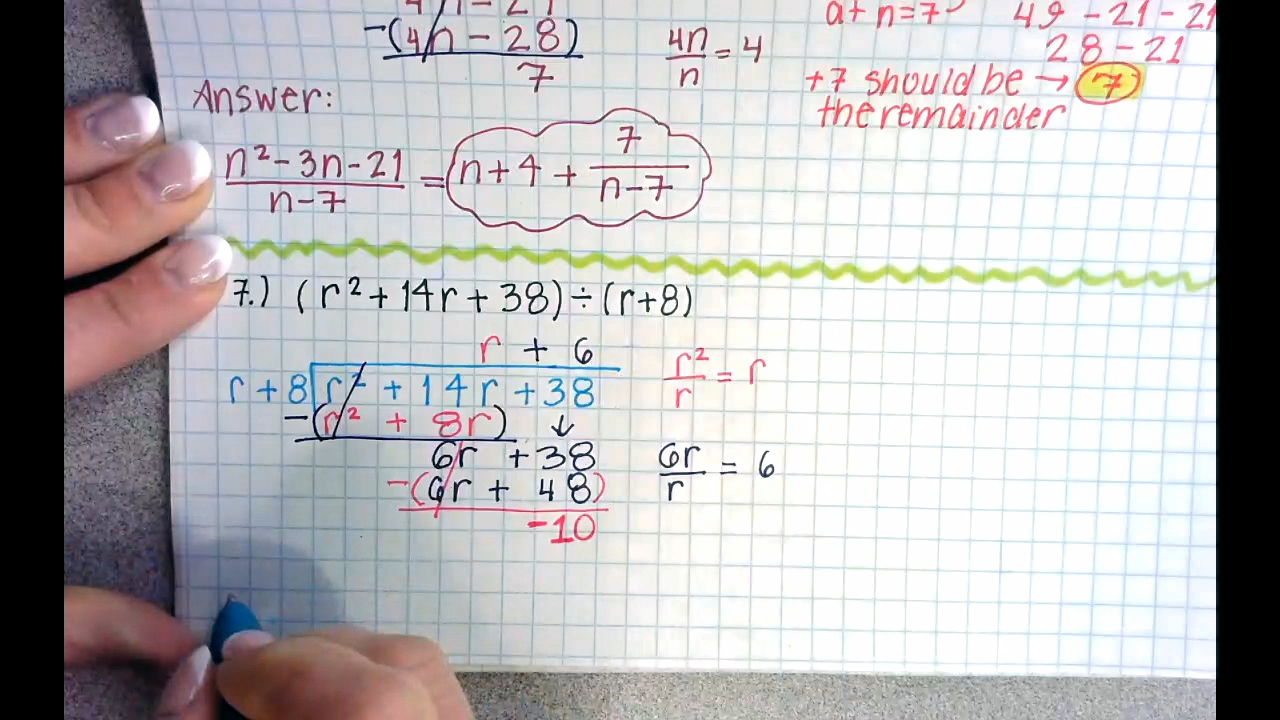 −(4n − 28)
7
4n/n = 4
a + n = 7
49 − 21 − 21
28 − 21
+7 should be → 7
the remainder
Answer:
n² − 3n − 21 / n − 7 = n + 4 + 7 / n − 7
7.) (r² + 14r + 38) ÷ (r+8)
r + 6
r + 8 r² + 14r + 38
−(r² + 8r) ↓
6r + 38
−(6r + 48)
−10
r²/r = r
6r/r = 6